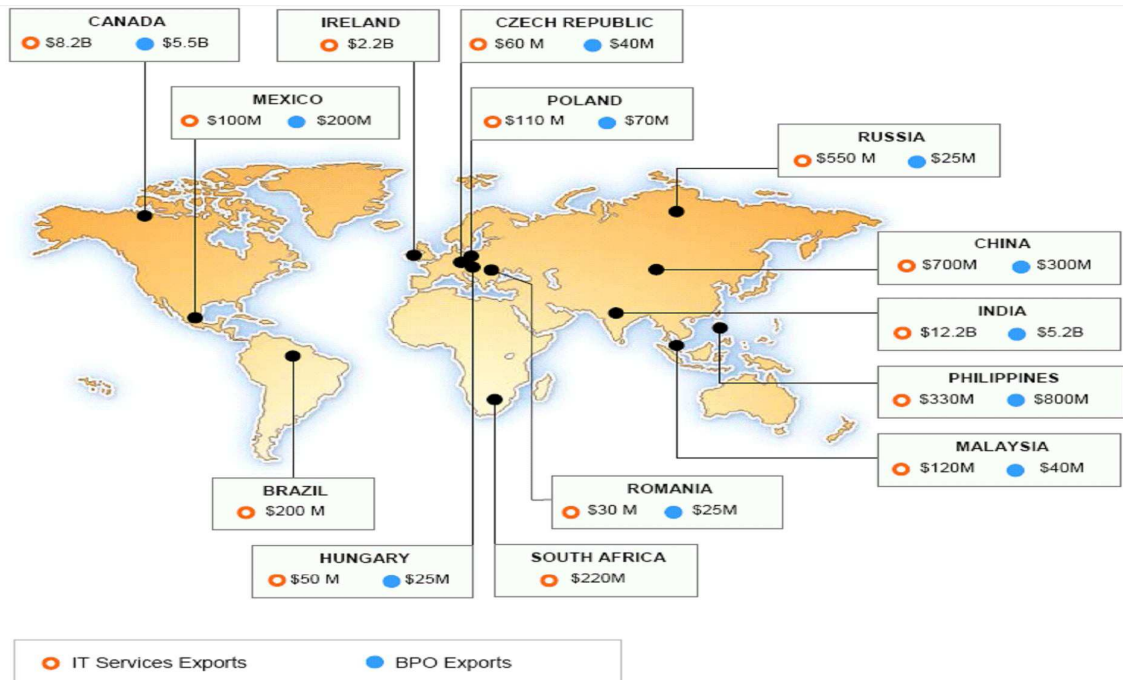 CANADA
$8.2B $5.5B
IRELAND
$2.2B
CZECH REPUBLIC
$60 M $40M
MEXICO
$100M $200M
POLAND
$110 M $70M
RUSSIA
$550 M $25M
CHINA
$700M $300M
INDIA
$12.2B $5.2B
PHILIPPINES
$330M $800M
MALAYSIA
$120M $40M
BRAZIL
$200 M
ROMANIA
$30 M $25M
HUNGARY
$50 M $25M
SOUTH AFRICA
$220M
IT Services Exports BPO Exports